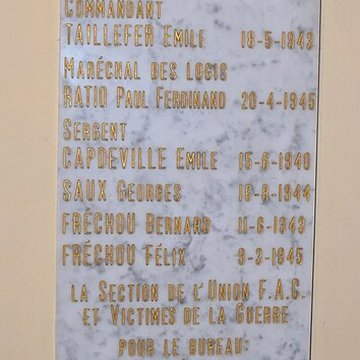 COMMANDANT
TAILLEFER EMILE 18-5-1943
MARÉCHAL DES LOGIS
RATIO PAUL FERDINAND 20-4-1945
SERGENT
CAPDEVILLE EMILE 15-6-1940
SAUX GEORGES 18-8-1944
FRÉCHOU BERNARD 11-6-1943
FRÉCHOU FÉLIX 9-3-1945
LA SECTION DE L'UNION F.A.C.
ET VICTIMES DE LA GUERRE
POUR LE BUREAU: